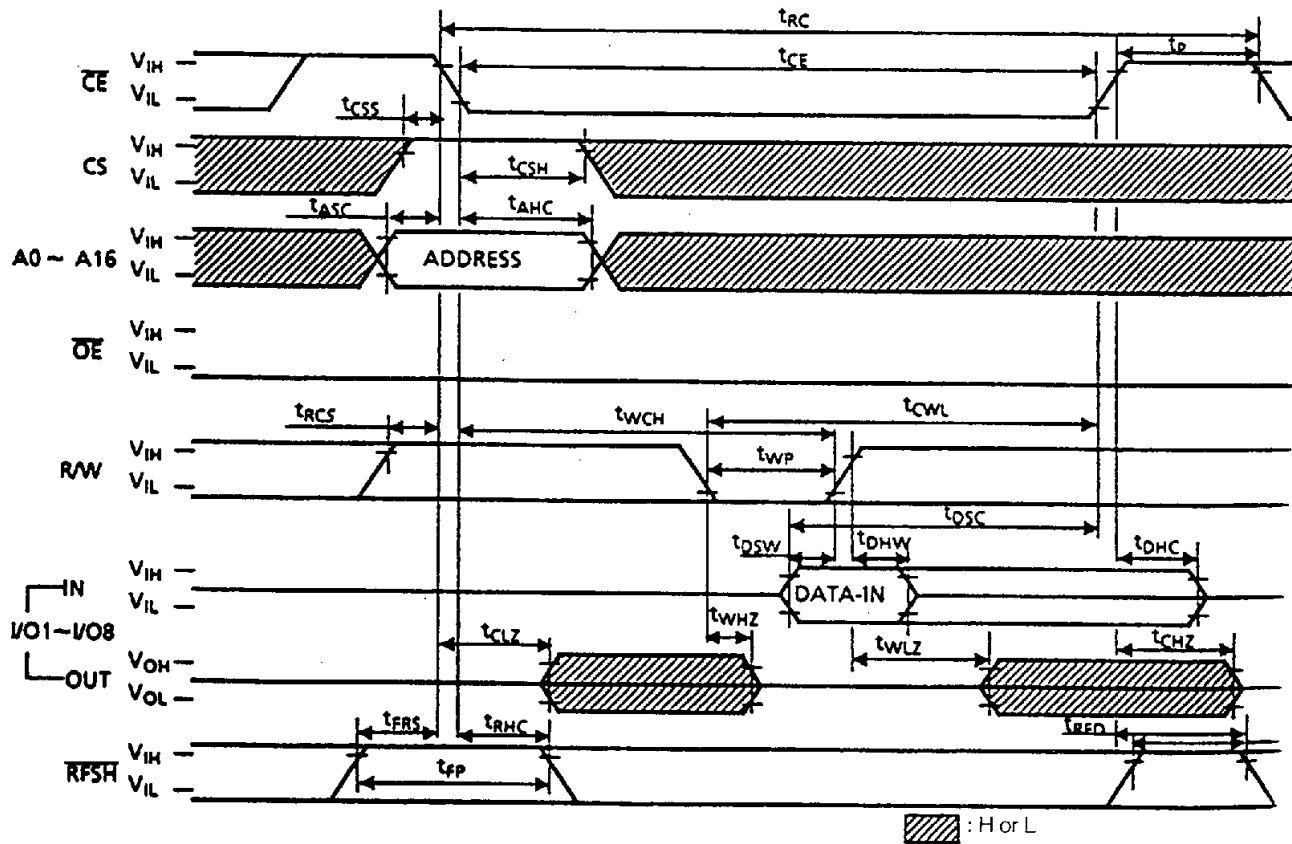 tRC
tP
CE
VIH
VIL
tCE
tCSS
CS
VIH
VIL
tCSH
tASC
tAHC
A0 ~ A16
VIH
VIL
ADDRESS
OE
VIH
VIL
tRCS
tWCH
tCWL
R/W
VIH
VIL
tWP
tDSC
tDSW
tDHW
tDHC
IN
VIH
VIL
DATA-IN
I/O1~I/O8
tWHZ
tCLZ
tWLZ
tCHZ
OUT
VOH
VOL
tFRS
tRHC
tRFD
RFSH
VIH
VIL
tFP
: H or L